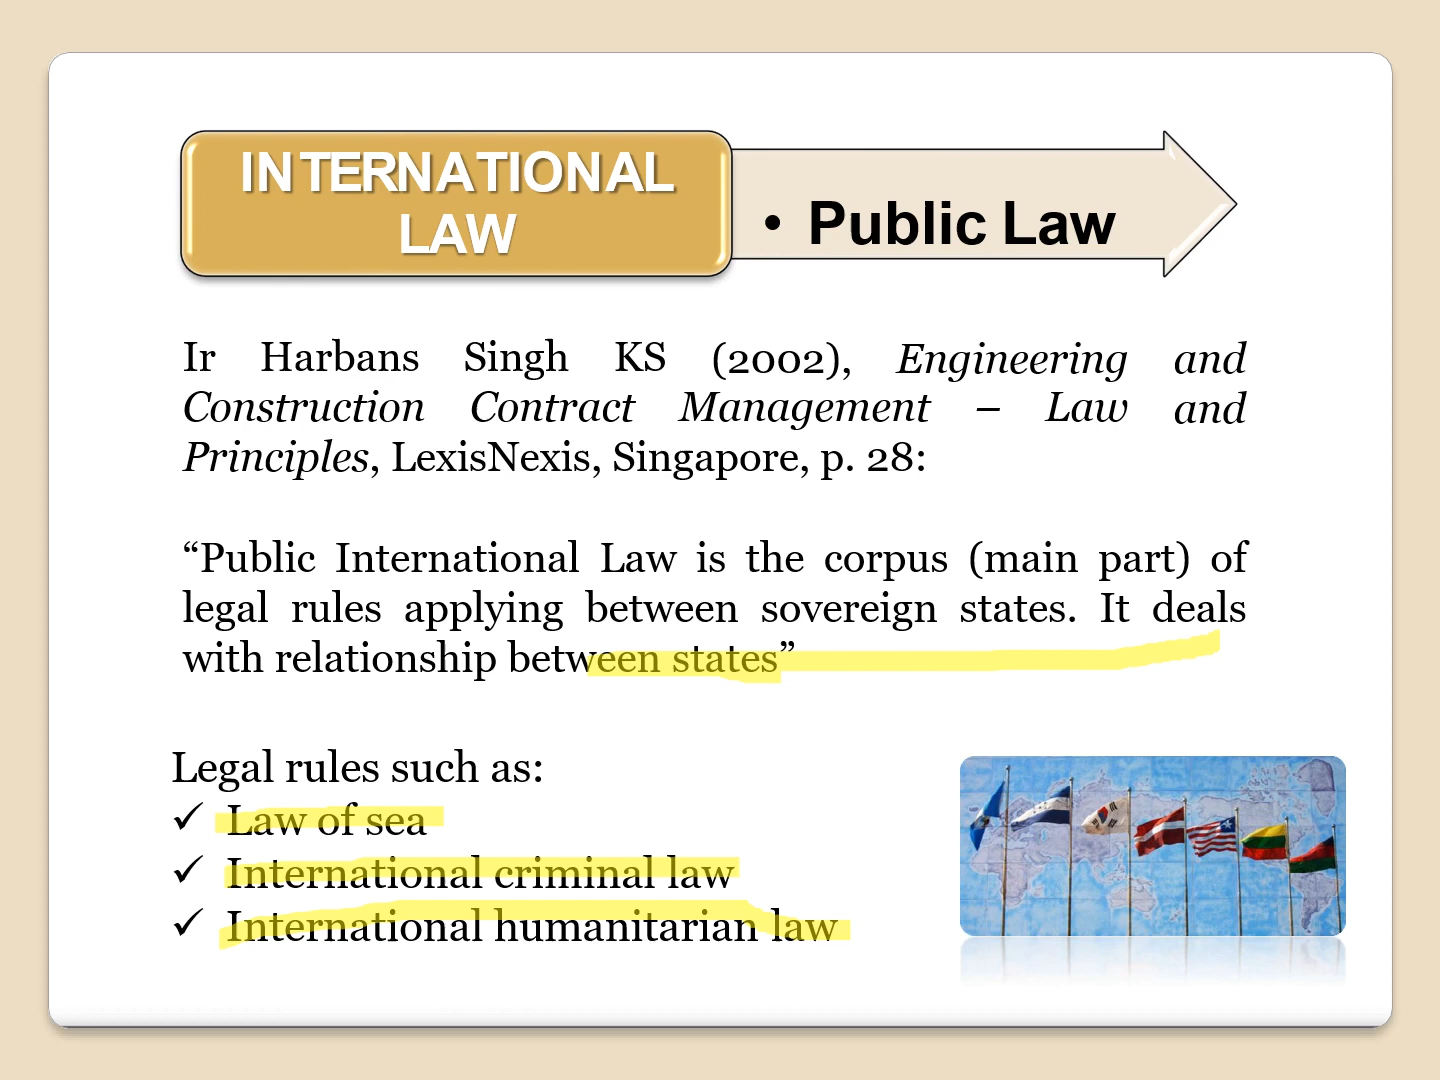 INTERNATIONAL
LAW
• Public Law
Ir Harbans Singh KS (2002), Engineering and
Construction Contract Management – Law and
Principles, LexisNexis, Singapore, p. 28:
“Public International Law is the corpus (main part) of
legal rules applying between sovereign states. It deals
with relationship between states”
Legal rules such as:
✓ Law of sea
✓ International criminal law
✓ International humanitarian law